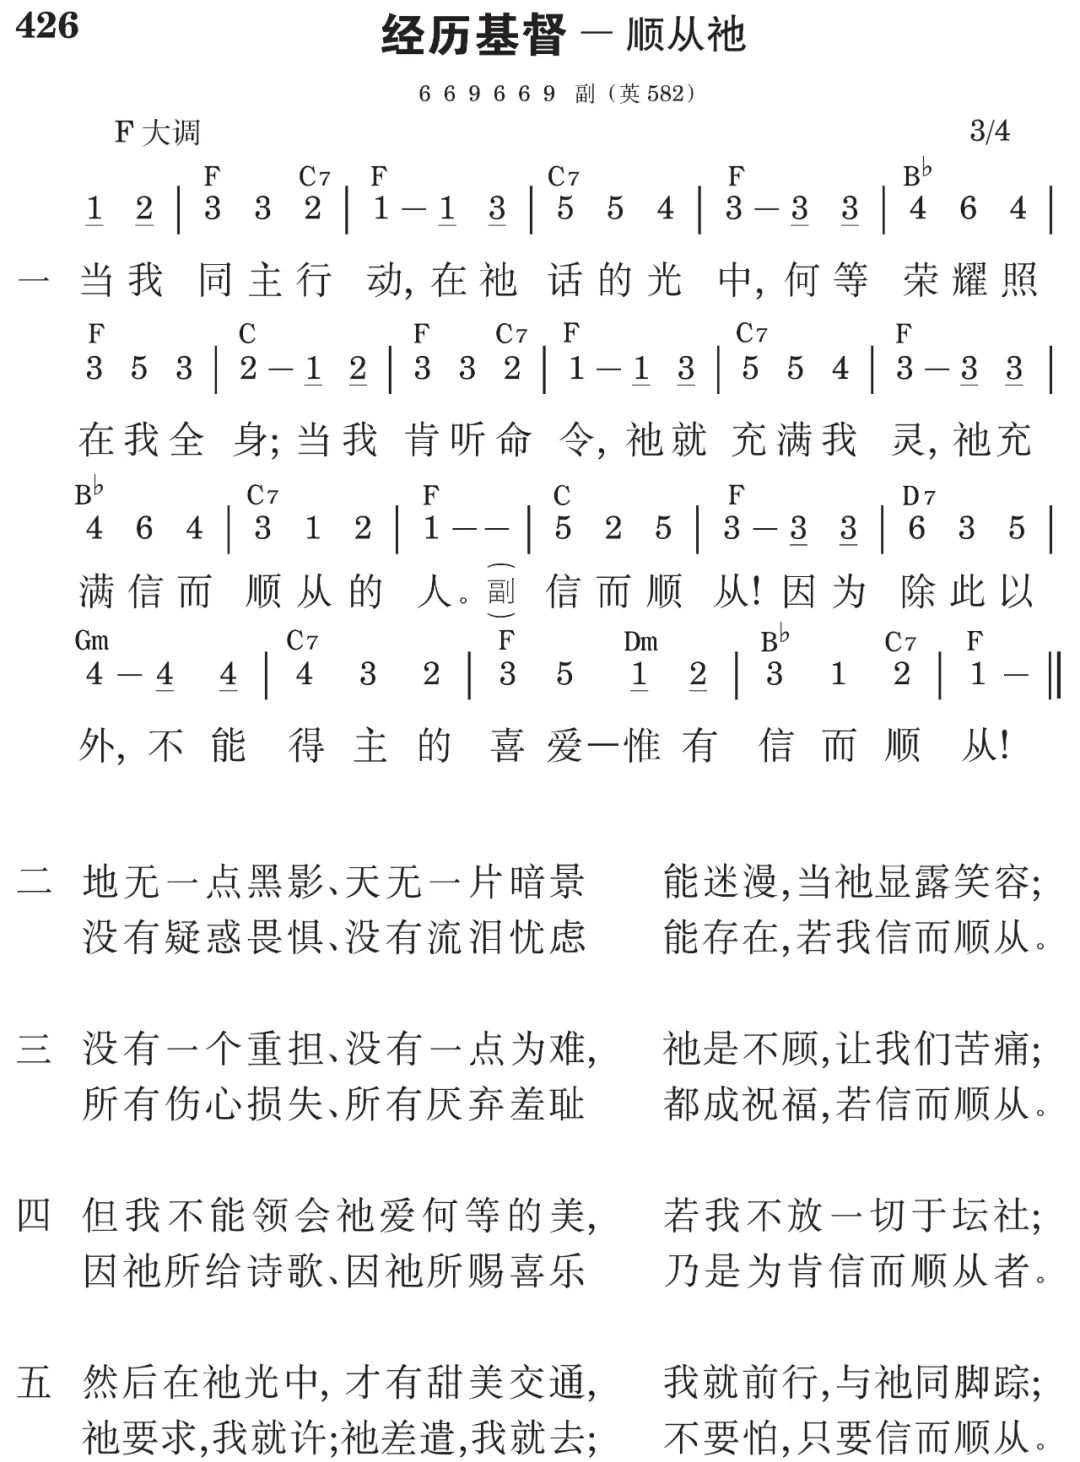 426
经历基督－顺从祂
6 6 9 6 6 9 副（英582）
F大调 3/4
F C7 F C7 F B♭
1 2 | 3 3 2 | 1 – 1 3 | 5 5 4 | 3 – 3 3 | 4 6 4 |
一 当我 同主行 动, 在祂 话的光 中, 何等 荣耀照
F C F C7 F C7 F
3 5 3 | 2 – 1 2 | 3 3 2 | 1 – 1 3 | 5 5 4 | 3 – 3 3 |
在我全 身; 当我 肯听命 令, 祂就 充满我 灵, 祂充
B♭ C7 F C F D7
4 6 4 | 3 1 2 | 1 – – | 5 2 5 | 3 – 3 3 | 6 3 5 |
满信而 顺从的 人。（副）信而顺 从! 因为 除此以
Gm C7 F Dm B♭ C7 F
4 – 4 4 | 4 3 2 | 3 5 1 2 | 3 1 2 | 1 – ‖
外, 不能 得主的 喜爱—惟有 信而顺 从!
二 地无一点黑影、天无一片暗景 能迷漫,当祂显露笑容;
没有疑惑畏惧、没有流泪忧虑 能存在,若我信而顺从。
三 没有一个重担、没有一点为难, 祂是不顾,让我们苦痛;
所有伤心损失、所有厌弃羞耻 都成祝福,若信而顺从。
四 但我不能领会祂爱何等的美, 若我不放一切于坛社;
因祂所给诗歌、因祂所赐喜乐 乃是为肯信而顺从者。
五 然后在祂光中, 才有甜美交通, 我就前行,与祂同脚踪;
祂要求,我就许;祂差遣,我就去; 不要怕,只要信而顺从。